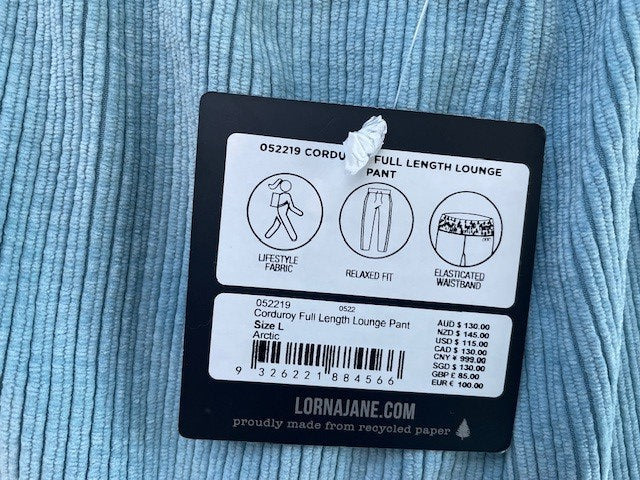 052219 CORDU FULL LENGTH LOUNGE
PANT
LIFESTYLE
FABRIC
RELAXED FIT
ELASTICATED
WAISTBAND
052219 0522
Corduroy Full Length Lounge Pant
Size L
Arctic
9 326221 884566
AUD $ 130.00
NZD $ 145.00
USD $ 115.00
CAD $ 130.00
CNY ¥ 999.00
SGD $ 130.00
GBP £ 85.00
EUR € 100.00
LORNAJANE.COM
proudly made from recycled paper